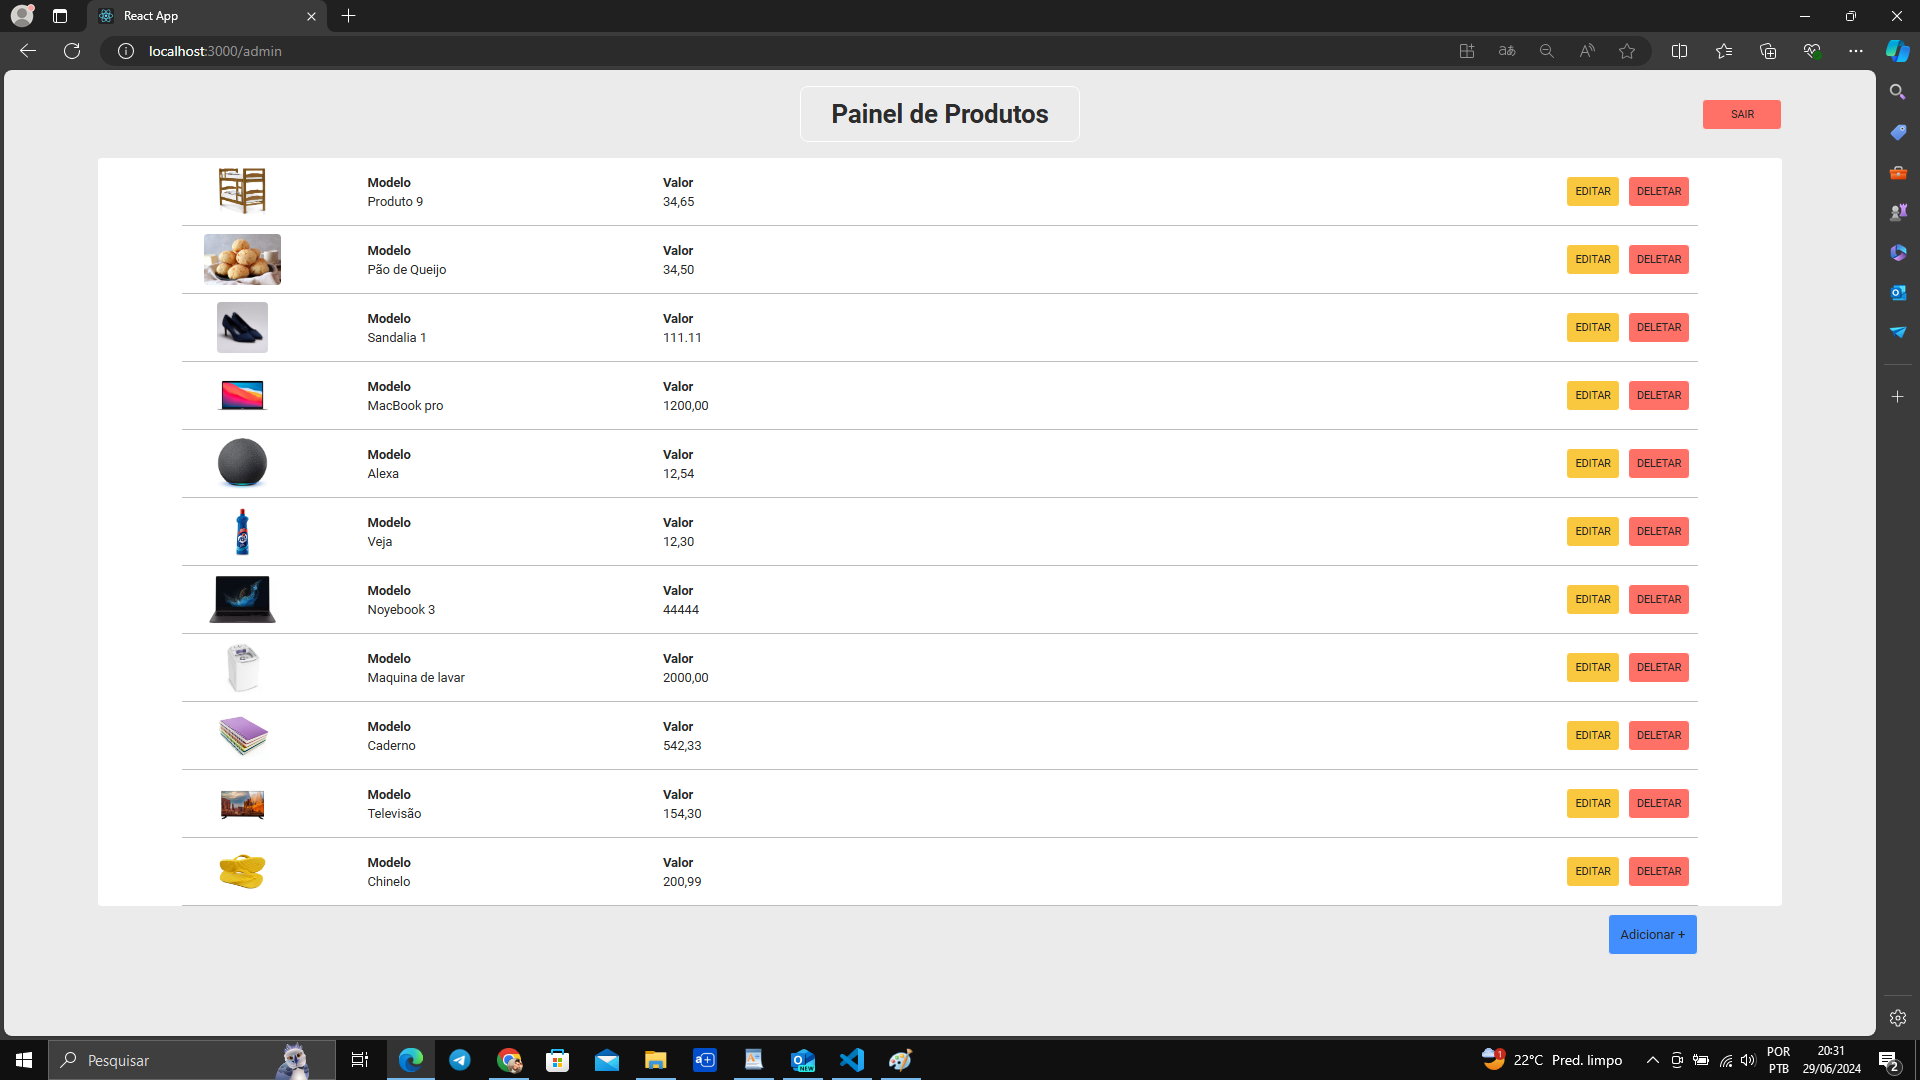 React App
localhost:3000/admin
Painel de Produtos
SAIR
Modelo Valor
Produto 9 34,65
EDITAR DELETAR
Modelo Valor
Pão de Queijo 34,50
EDITAR DELETAR
Modelo Valor
Sandalia 1 111.11
EDITAR DELETAR
Modelo Valor
MacBook pro 1200,00
EDITAR DELETAR
Modelo Valor
Alexa 12,54
EDITAR DELETAR
Modelo Valor
Veja 12,30
EDITAR DELETAR
Modelo Valor
Noyebook 3 44444
EDITAR DELETAR
Modelo Valor
Maquina de lavar 2000,00
EDITAR DELETAR
Modelo Valor
Caderno 542,33
EDITAR DELETAR
Modelo Valor
Televisão 154,30
EDITAR DELETAR
Modelo Valor
Chinelo 200,99
EDITAR DELETAR
Adicionar +
Pesquisar
1 22°C Pred. limpo
POR 20:31
PTB 29/06/2024
2
NEW